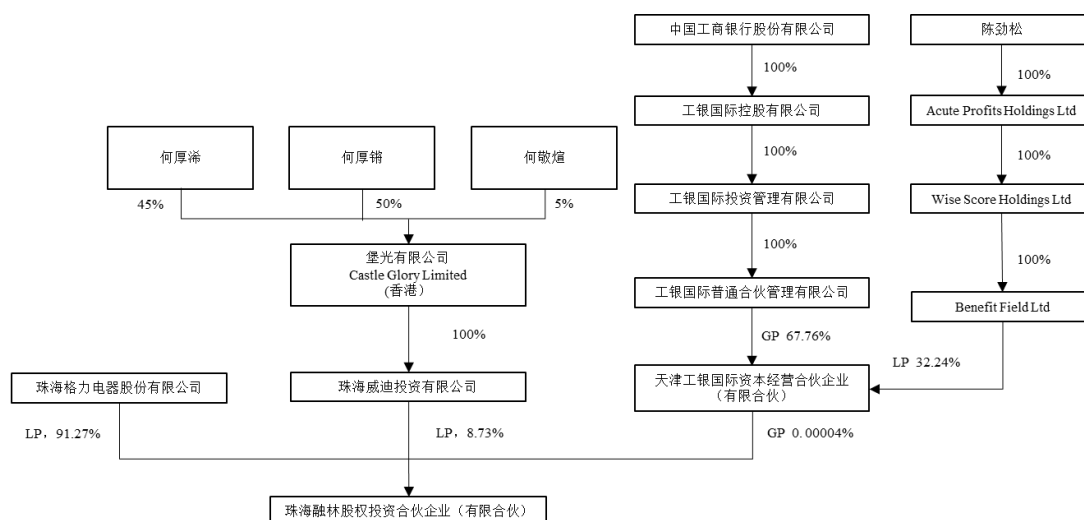 中国工商银行股份有限公司
陈劲松
100%
100%
工银国际控股有限公司
Acute Profits Holdings Ltd
何厚浠
何厚锵
何敬煊
100%
100%
45%
50%
5%
工银国际投资管理有限公司
Wise Score Holdings Ltd
堡光有限公司
Castle Glory Limited
(香港）
100%
100%
工银国际普通合伙管理有限公司
Benefit Field Ltd
100%
GP 67.76%
LP 32.24%
珠海格力电器股份有限公司
珠海威迪投资有限公司
天津工银国际资本经营合伙企业
（有限合伙）
LP，91.27%
LP，8.73%
GP 0.00004%
珠海融林股权投资合伙企业（有限合伙）